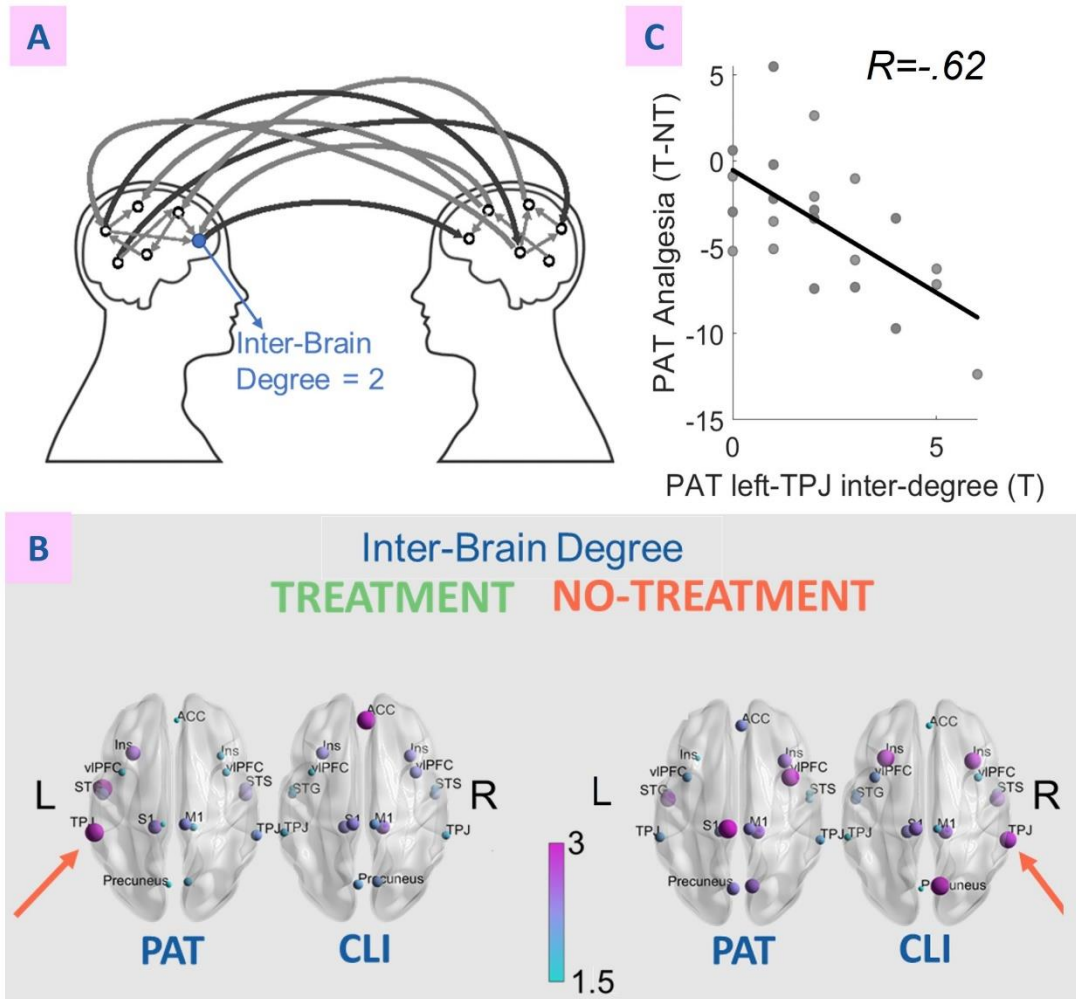 A
Inter-Brain
Degree = 2
C
R=-.62
PAT Analgesia (T-NT)
5
0
-5
-10
-15
0
5
PAT left-TPJ inter-degree (T)
B
Inter-Brain Degree
TREATMENT
NO-TREATMENT
L
ACC
Ins
Ins
vlPFC
vlPFC
STG
STS
TPJ
S1
M1
TPJ
Precuneus
PAT
ACC
Ins
Ins
vlPFC
vlPFC
STG
STS
TPJ
S1
M1
TPJ
CLI
R
3
1.5
L
ACC
Ins
Ins
vlPFC
vlPFC
STG
STS
TPJ
S1
M1
TPJ
Precuneus
PAT
ACC
Ins
Ins
vlPFC
vlPFC
STG
STS
TPJ
S1
M1
TPJ
CLI
R